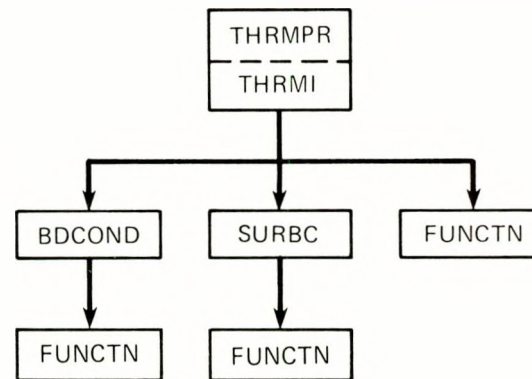 THRMPR
THRMI
BDCOND
SURBC
FUNCTN
FUNCTN
FUNCTN